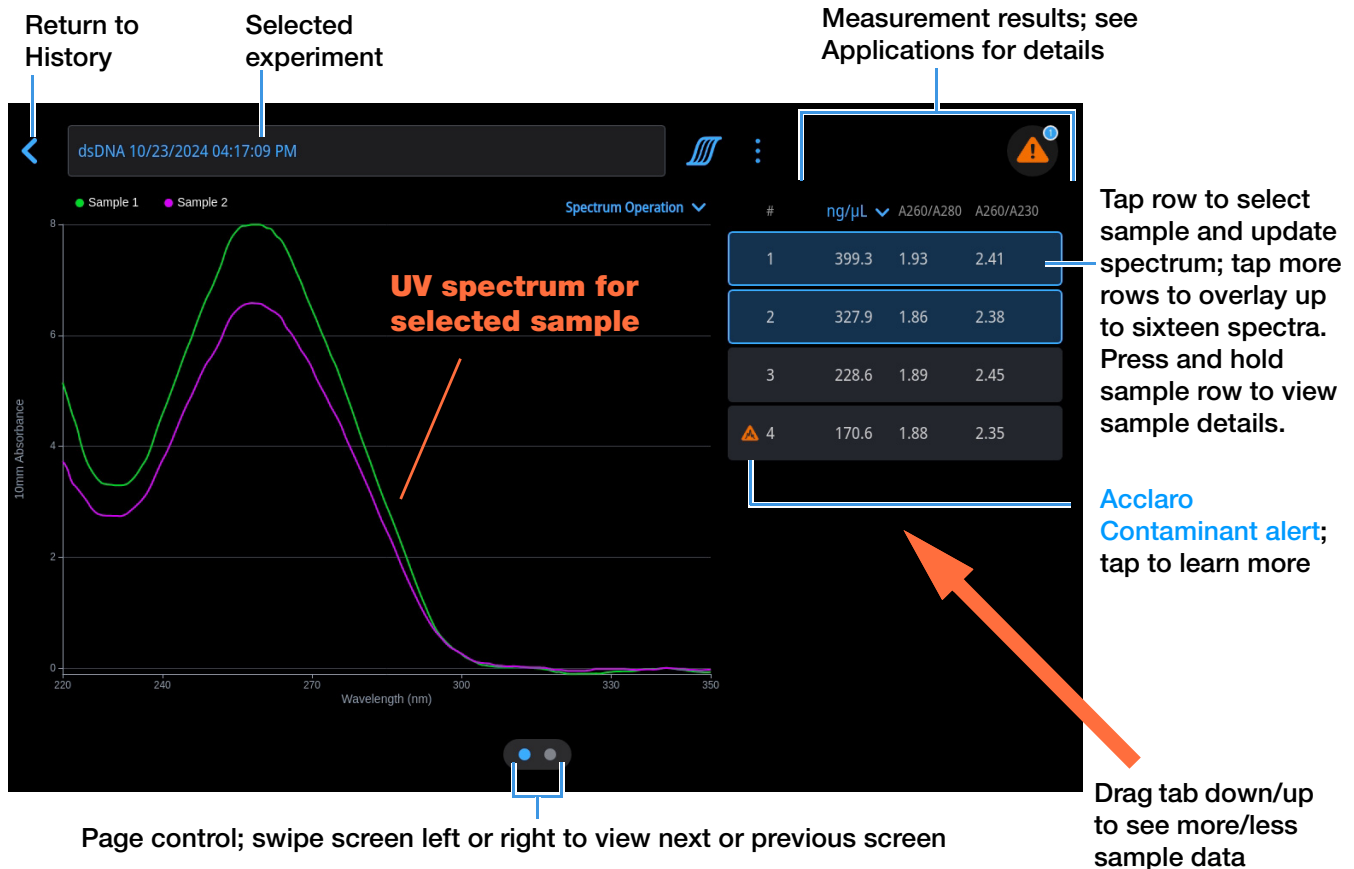 Return to
History
Selected
experiment
Measurement results; see
Applications for details
dsDNA 10/23/2024 04:17:09 PM
1
Sample 1
Sample 2
Spectrum Operation
# ng/µL A260/A280 A260/A230
1 399.3 1.93 2.41
2 327.9 1.86 2.38
3 228.6 1.89 2.45
4 170.6 1.88 2.35
UV spectrum for
selected sample
8
6
4
2
0
10mm Absorbance
220 240 270 300 330 350
Wavelength (nm)
Tap row to select
sample and update
spectrum; tap more
rows to overlay up
to sixteen spectra.
Press and hold
sample row to view
sample details.
Acclaro
Contaminant alert;
tap to learn more
Drag tab down/up
to see more/less
sample data
Page control; swipe screen left or right to view next or previous screen